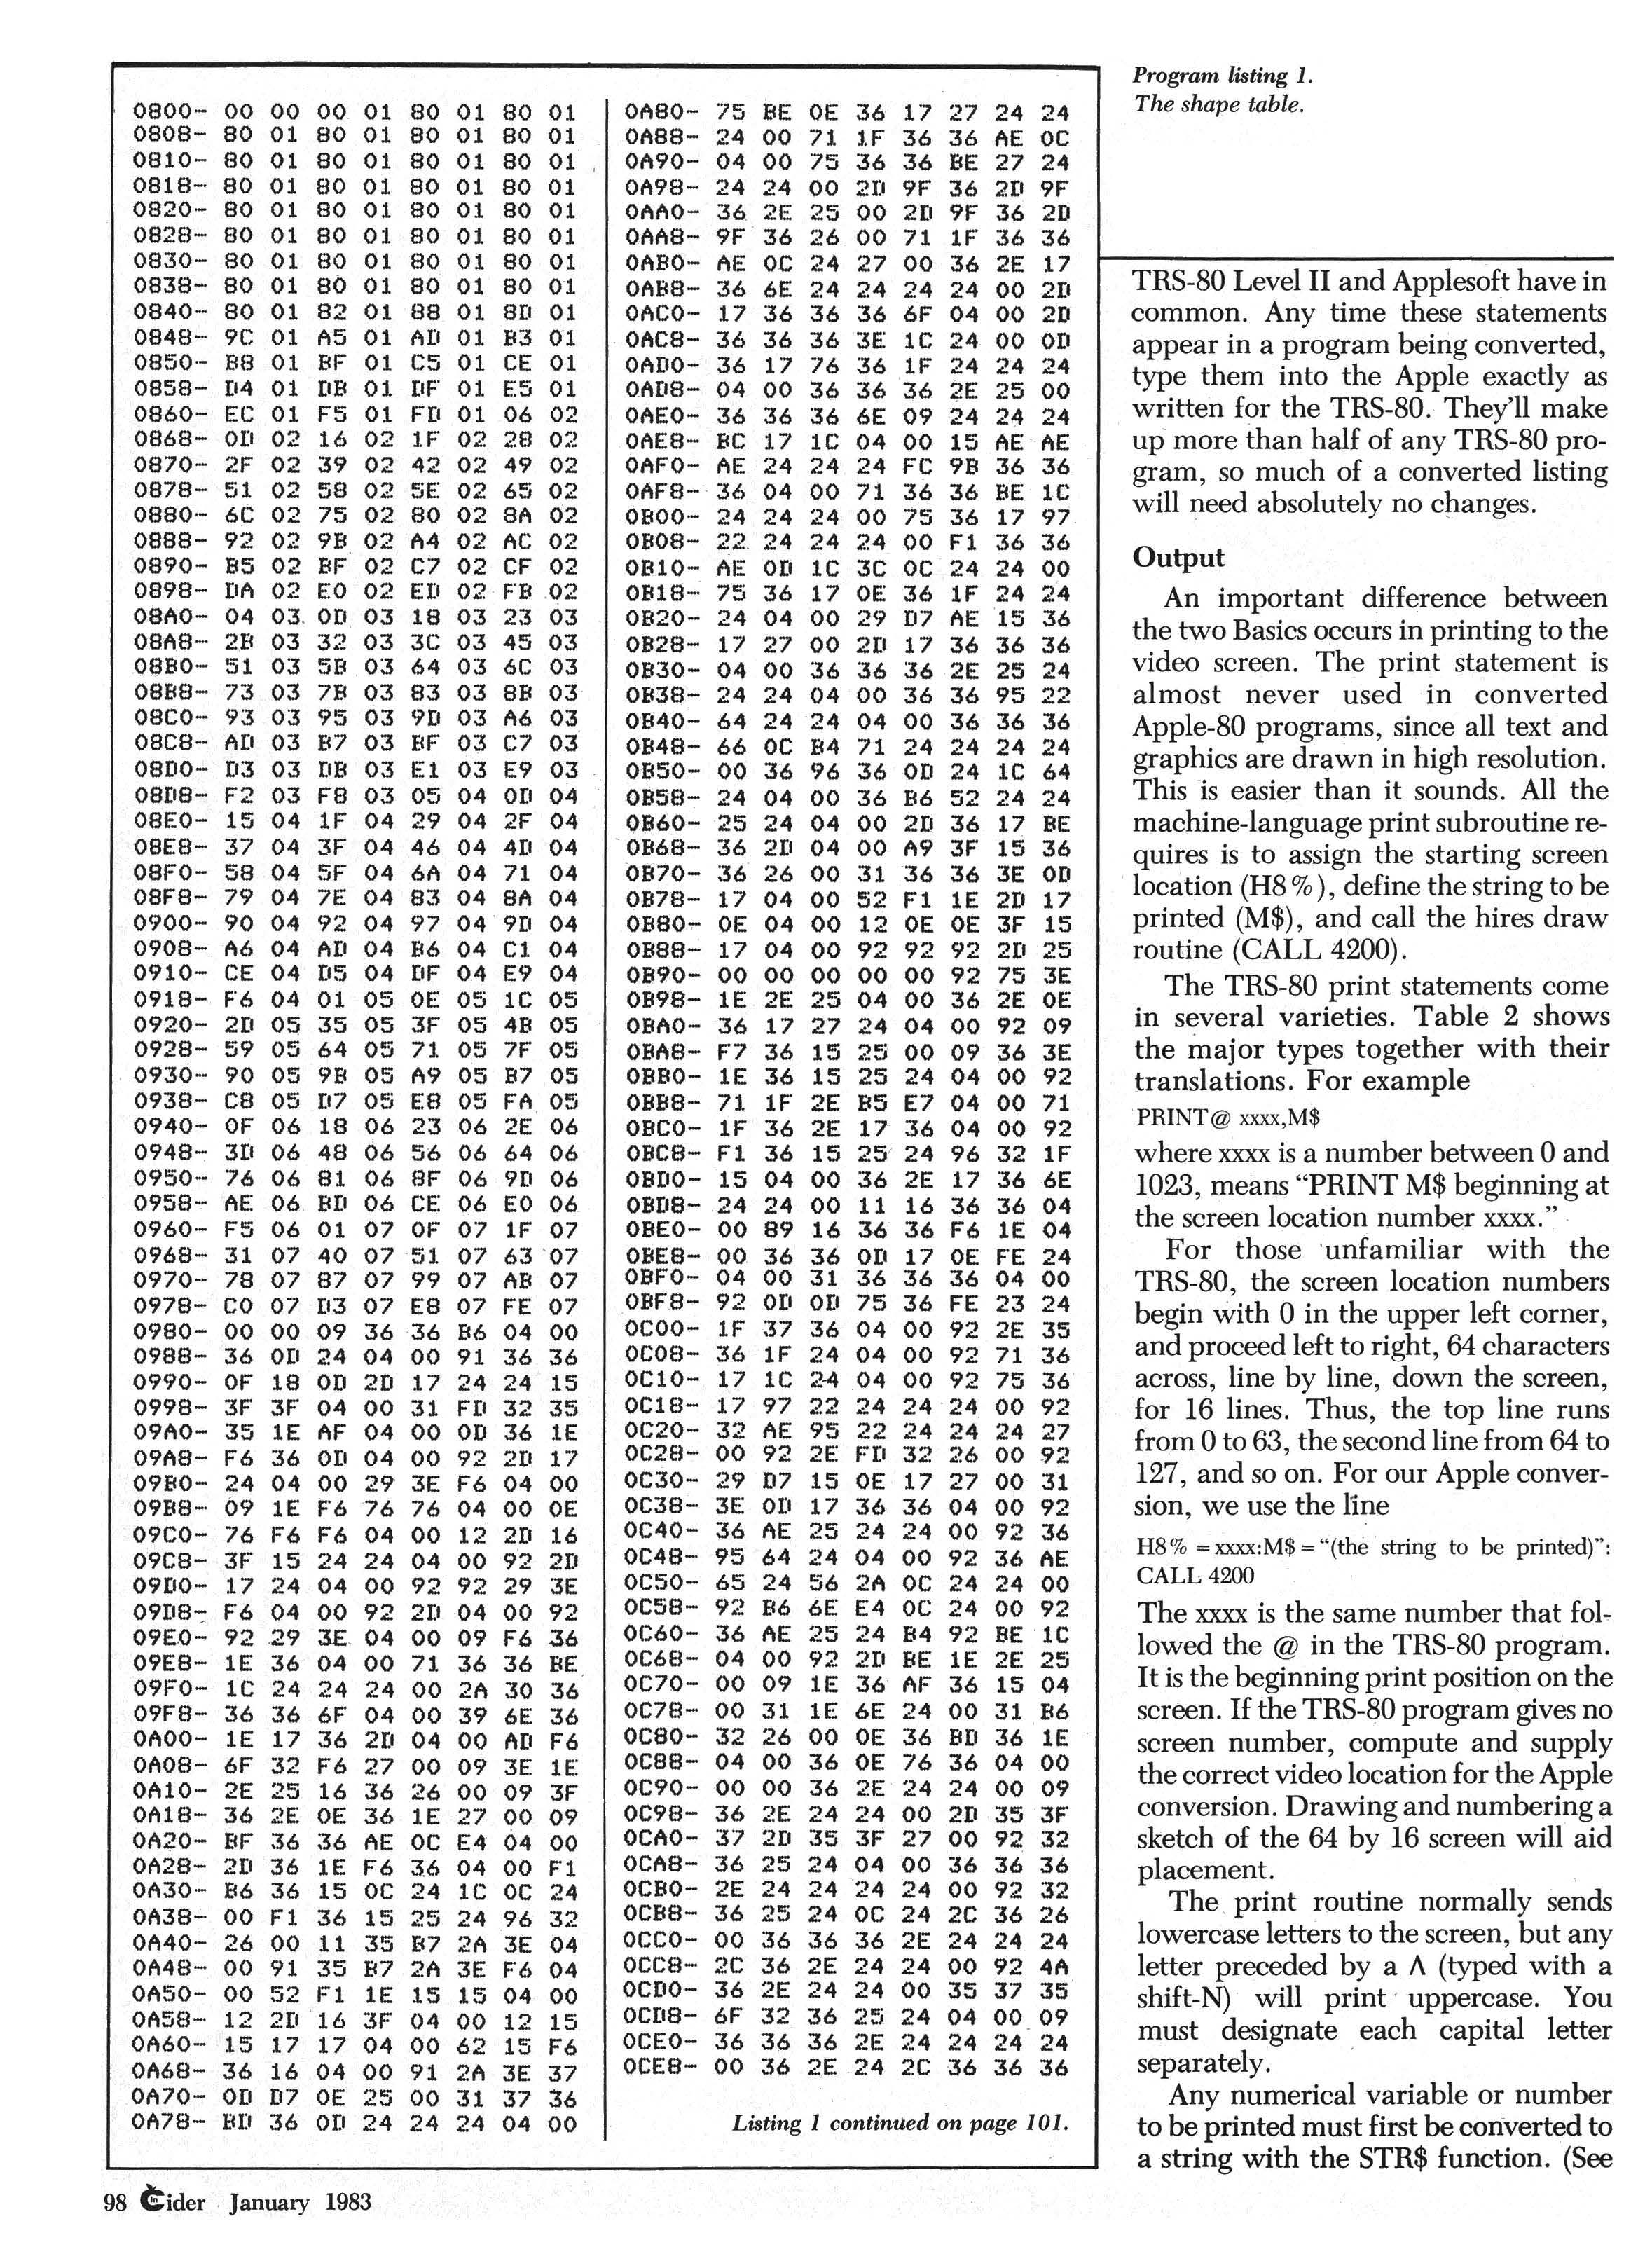 0800- 00 00 00 01 80 01 80 01
0808- 80 01 80 01 80 01 80 01
0810- 80 01 80 01 80 01 80 01
0818- 80 01 80 01 80 01 80 01
0820- 80 01 80 01 80 01 80 01
0828- 80 01 80 01 80 01 80 01
0830- 80 01 80 01 80 01 80 01
0838- 80 01 80 01 80 01 80 01
0840- 80 01 82 01 88 01 8D 01
0848- 9C 01 A5 01 AD 01 B3 01
0850- B8 01 BF 01 C5 01 CE 01
0858- D4 01 DB 01 DF 01 E5 01
0860- EC 01 F5 01 FD 01 06 02
0868- 0D 02 16 02 1F 02 28 02
0870- 2F 02 39 02 42 02 49 02
0878- 51 02 58 02 5E 02 65 02
0880- 6C 02 75 02 80 02 8A 02
0888- 92 02 9B 02 A4 02 AC 02
0890- B5 02 BF 02 C7 02 CF 02
0898- DA 02 E0 02 ED 02 FB 02
08A0- 04 03 0D 03 18 03 23 03
08A8- 2B 03 32 03 3C 03 45 03
08B0- 51 03 5B 03 64 03 6C 03
08B8- 73 03 7B 03 83 03 8B 03
08C0- 93 03 95 03 9D 03 A6 03
08C8- AD 03 B7 03 BF 03 C7 03
08D0- D3 03 DB 03 E1 03 E9 03
08D8- F2 03 F8 03 05 04 0D 04
08E0- 15 04 1F 04 29 04 2F 04
08E8- 37 04 3F 04 46 04 4D 04
08F0- 58 04 5F 04 6A 04 71 04
08F8- 79 04 7E 04 83 04 8A 04
0900- 90 04 92 04 97 04 9D 04
0908- A6 04 AD 04 B6 04 C1 04
0910- CE 04 D5 04 DF 04 E9 04
0918- F6 04 01 05 0E 05 1C 05
0920- 2D 05 35 05 3F 05 4B 05
0928- 59 05 64 05 71 05 7F 05
0930- 90 05 9B 05 A9 05 B7 05
0938- C8 05 D7 05 E8 05 FA 05
0940- 0F 06 18 06 23 06 2E 06
0948- 3D 06 48 06 56 06 64 06
0950- 76 06 81 06 8F 06 9D 06
0958- AE 06 BD 06 CE 06 E0 06
0960- F5 06 01 07 0F 07 1F 07
0968- 31 07 40 07 51 07 63 07
0970- 78 07 87 07 99 07 AB 07
0978- C0 07 D3 07 E8 07 FE 07
0980- 00 00 09 36 36 B6 04 00
0988- 36 0D 24 04 00 91 36 36
0990- 0F 18 0D 2D 17 24 24 15
0998- 3F 3F 04 00 31 FD 32 35
09A0- 35 1E AF 04 00 0D 36 1E
09A8- F6 36 0D 04 00 92 2D 17
09B0- 24 04 00 29 3E F6 04 00
09B8- 09 1E F6 76 76 04 00 0E
09C0- 76 F6 F6 04 00 12 2D 16
09C8- 3F 15 24 24 04 00 92 2D
09D0- 17 24 04 00 92 92 29 3E
09D8- F6 04 00 92 2D 04 00 92
09E0- 92 29 3E 04 00 09 F6 36
09E8- 1E 36 04 00 71 36 36 BE
09F0- 1C 24 24 24 00 2A 30 36
09F8- 36 36 6F 04 00 39 6E 36
0A00- 1E 17 36 2D 04 00 AD F6
0A08- 6F 32 F6 27 00 09 3E 1E
0A10- 2E 25 16 36 26 00 09 3F
0A18- 36 2E 0E 36 1E 27 00 09
0A20- BF 36 36 AE 0C E4 04 00
0A28- 2D 36 1E F6 36 04 00 F1
0A30- B6 36 15 0C 24 1C 0C 24
0A38- 00 F1 36 15 25 24 96 32
0A40- 26 00 11 35 B7 2A 3E 04
0A48- 00 91 35 B7 2A 3E F6 04
0A50- 00 52 F1 1E 15 15 04 00
0A58- 12 2D 16 3F 04 00 12 15
0A60- 15 17 17 04 00 62 15 F6
0A68- 36 16 04 00 91 2A 3E 37
0A70- 0D D7 0E 25 00 31 37 36
0A78- BD 36 0D 24 24 24 04 00
0A80- 75 BE 0E 36 17 27 24 24
0A88- 24 00 71 1F 36 36 AE 0C
0A90- 04 00 75 36 36 BE 27 24
0A98- 24 24 00 2D 9F 36 2D 9F
0AA0- 36 2E 25 00 2D 9F 36 2D
0AA8- 9F 36 26 00 71 1F 36 36
0AB0- AE 0C 24 27 00 36 2E 17
0AB8- 36 6E 24 24 24 24 00 2D
0AC0- 17 36 36 36 6F 04 00 2D
0AC8- 36 36 36 3E 1C 24 00 0D
0AD0- 36 17 76 36 1F 24 24 24
0AD8- 04 00 36 36 36 2E 25 00
0AE0- 36 36 36 6E 09 24 24 24
0AE8- BC 17 1C 04 00 15 AE AE
0AF0- AE 24 24 24 FC 9B 36 36
0AF8- 36 04 00 71 36 36 BE 1C
0B00- 24 24 24 00 75 36 17 97
0B08- 22 24 24 24 00 F1 36 36
0B10- AE 0D 1C 3C 0C 24 24 00
0B18- 75 36 17 0E 36 1F 24 24
0B20- 24 04 00 29 D7 AE 15 36
0B28- 17 27 00 2D 17 36 36 36
0B30- 04 00 36 36 36 2E 25 24
0B38- 24 24 04 00 36 36 95 22
0B40- 64 24 24 04 00 36 36 36
0B48- 66 0C B4 71 24 24 24 24
0B50- 00 36 96 36 0D 24 1C 64
0B58- 24 04 00 36 B6 52 24 24
0B60- 25 24 04 00 2D 36 17 BE
0B68- 36 2D 04 00 A9 3F 15 36
0B70- 36 26 00 31 36 36 3E 0D
0B78- 17 04 00 52 F1 1E 2D 17
0B80- 0E 04 00 12 0E 0E 3F 15
0B88- 17 04 00 92 92 92 2D 25
0B90- 00 00 00 00 00 92 75 3E
0B98- 1E 2E 25 04 00 36 2E 0E
0BA0- 36 17 27 24 04 00 92 09
0BA8- F7 36 15 25 00 09 36 3E
0BB0- 1E 36 15 25 24 04 00 92
0BB8- 71 1F 2E B5 E7 04 00 71
0BC0- 1F 36 2E 17 36 04 00 92
0BC8- F1 36 15 25 24 96 32 1F
0BD0- 15 04 00 36 2E 17 36 6E
0BD8- 24 24 00 11 16 36 36 04
0BE0- 00 89 16 36 36 F6 1E 04
0BE8- 00 36 36 0D 17 0E FE 24
0BF0- 04 00 31 36 36 36 04 00
0BF8- 92 0D 0D 75 36 FE 23 24
0C00- 1F 37 36 04 00 92 2E 35
0C08- 36 1F 24 04 00 92 71 36
0C10- 17 1C 24 04 00 92 75 36
0C18- 17 97 22 24 24 24 00 92
0C20- 32 AE 95 22 24 24 24 27
0C28- 00 92 2E FD 32 26 00 92
0C30- 29 D7 15 0E 17 27 00 31
0C38- 3E 0D 17 36 36 04 00 92
0C40- 36 AE 25 24 24 00 92 36
0C48- 95 64 24 04 00 92 36 AE
0C50- 65 24 56 2A 0C 24 24 00
0C58- 92 B6 6E E4 0C 24 00 92
0C60- 36 AE 25 24 B4 92 BE 1C
0C68- 04 00 92 2D BE 1E 2E 25
0C70- 00 09 1E 36 AF 36 15 04
0C78- 00 31 1E 6E 24 00 31 B6
0C80- 32 26 00 0E 36 BD 36 1E
0C88- 04 00 36 0E 76 36 04 00
0C90- 00 00 36 2E 24 24 00 09
0C98- 36 2E 24 24 00 2D 35 3F
0CA0- 37 2D 35 3F 27 00 92 32
0CA8- 36 25 24 04 00 36 36 36
0CB0- 2E 24 24 24 24 00 92 32
0CB8- 36 25 24 0C 24 2C 36 26
0CC0- 00 36 36 36 2E 24 24 24
0CC8- 2C 36 2E 24 24 00 92 4A
0CD0- 36 2E 24 24 00 35 37 35
0CD8- 6F 32 36 25 24 04 00 09
0CE0- 36 36 36 2E 24 24 24 24
0CE8- 00 36 2E 24 2C 36 36 36
Listing 1 continued on page 101.
Program listing 1.
The shape table.
TRS-80 Level II and Applesoft have in
common. Any time these statements
appear in a program being converted,
type them into the Apple exactly as
written for the TRS-80. They'll make
up more than half of any TRS-80 pro-
gram, so much of a converted listing
will need absolutely no changes.
Output
An important difference between
the two Basics occurs in printing to the
video screen. The print statement is
almost never used in converted
Apple-80 programs, since all text and
graphics are drawn in high resolution.
This is easier than it sounds. All the
machine-language print subroutine re-
quires is to assign the starting screen
location (H8%), define the string to be
printed (M$), and call the hires draw
routine (CALL 4200).
The TRS-80 print statements come
in several varieties. Table 2 shows
the major types together with their
translations. For example
PRINT@ xxxx,M$
where xxxx is a number between 0 and
1023, means “PRINT M$ beginning at
the screen location number xxxx.”
For those unfamiliar with the
TRS-80, the screen location numbers
begin with 0 in the upper left corner,
and proceed left to right, 64 characters
across, line by line, down the screen,
for 16 lines. Thus, the top line runs
from 0 to 63, the second line from 64 to
127, and so on. For our Apple conver-
sion, we use the line
H8% = xxxx:M$ = “(the string to be printed)”:
CALL 4200
The xxxx is the same number that fol-
lowed the @ in the TRS-80 program.
It is the beginning print position on the
screen. If the TRS-80 program gives no
screen number, compute and supply
the correct video location for the Apple
conversion. Drawing and numbering a
sketch of the 64 by 16 screen will aid
placement.
The print routine normally sends
lowercase letters to the screen, but any
letter preceded by a Λ (typed with a
shift-N) will print uppercase. You
must designate each capital letter
separately.
Any numerical variable or number
to be printed must first be converted to
a string with the STR$ function. (See
98 inCider January 1983